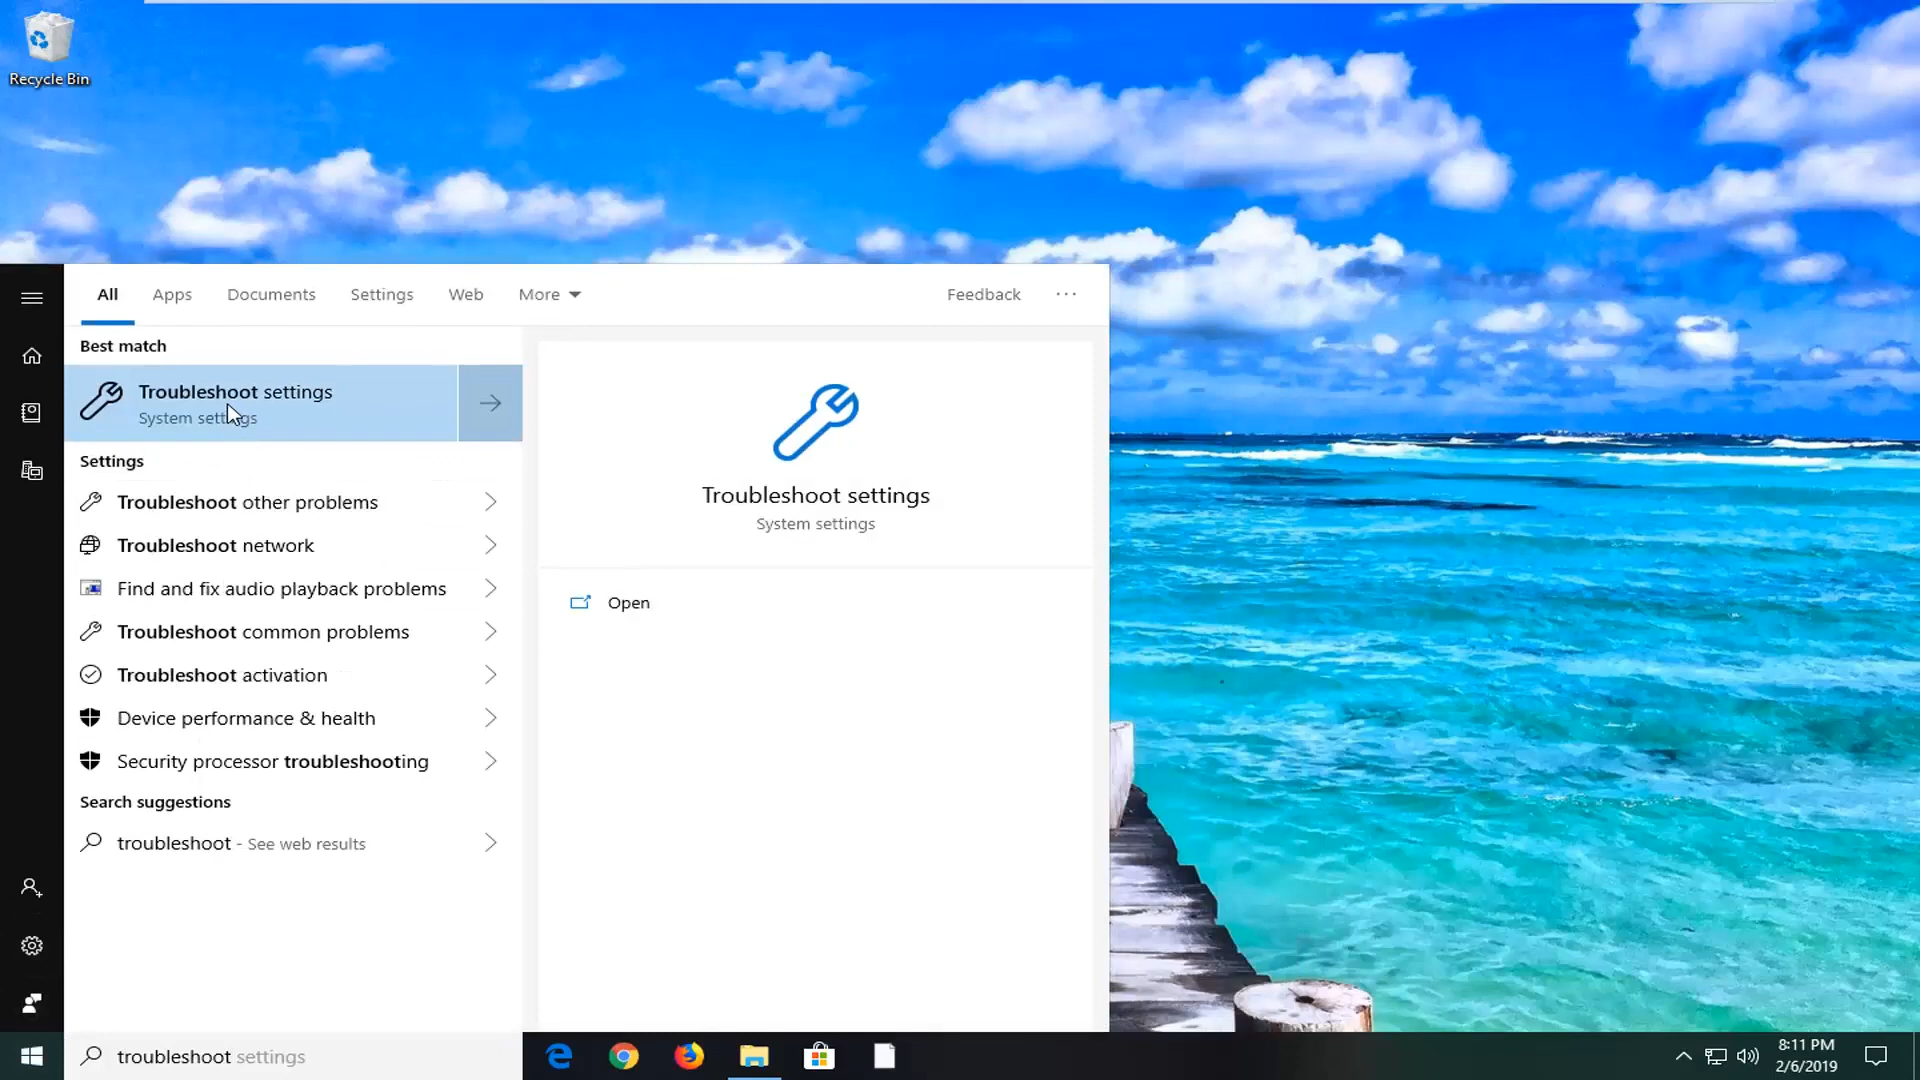 Recycle Bin
All Apps Documents Settings Web More Feedback ...
Best match
Troubleshoot settings
System settings
Settings
Troubleshoot other problems
Troubleshoot network
Find and fix audio playback problems
Troubleshoot common problems
Troubleshoot activation
Device performance & health
Security processor troubleshooting
Search suggestions
troubleshoot - See web results
Troubleshoot settings
System settings
Open
troubleshoot settings
8:11 PM
2/6/2019